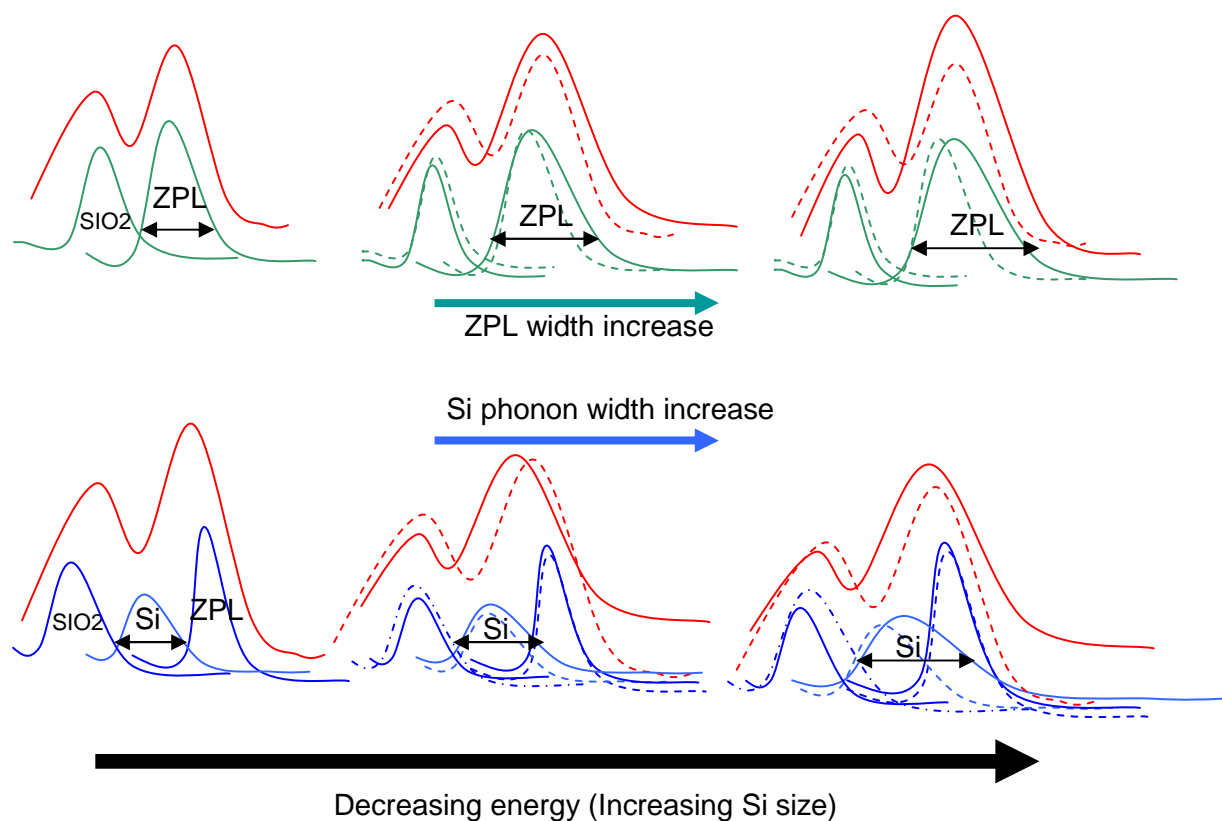 SIO2
ZPL
ZPL
ZPL
ZPL width increase
Si phonon width increase
SIO2
Si
ZPL
Si
Si
Decreasing energy (Increasing Si size)